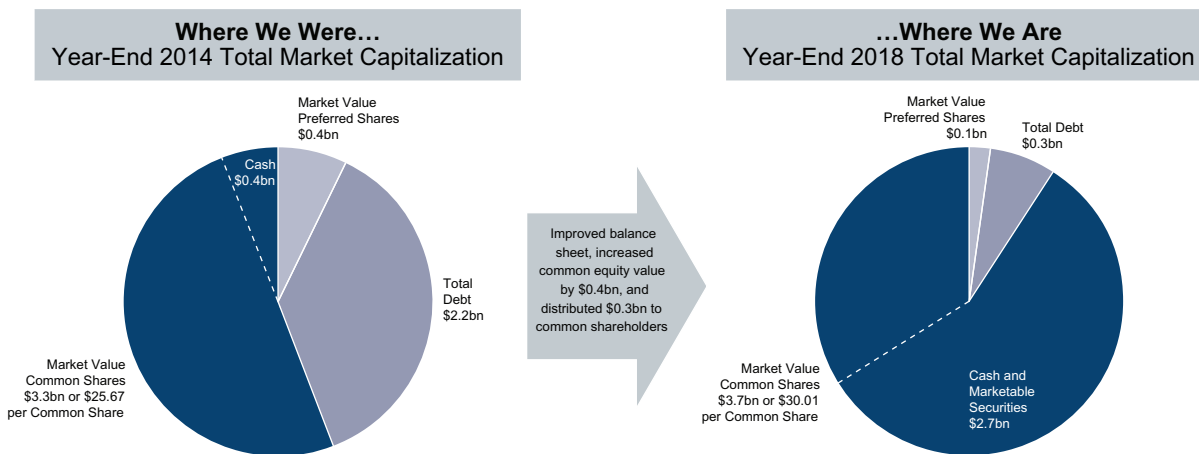 Where We Were…
Year-End 2014 Total Market Capitalization
Market Value
Preferred Shares
$0.4bn
Cash
$0.4bn
Total
Debt
$2.2bn
Market Value
Common Shares
$3.3bn or $25.67
per Common Share
Improved balance
sheet, increased
common equity value
by $0.4bn, and
distributed $0.3bn to
common shareholders
…Where We Are
Year-End 2018 Total Market Capitalization
Market Value
Preferred Shares
$0.1bn
Total Debt
$0.3bn
Market Value
Common Shares
$3.7bn or $30.01
per Common Share
Cash and
Marketable
Securities
$2.7bn